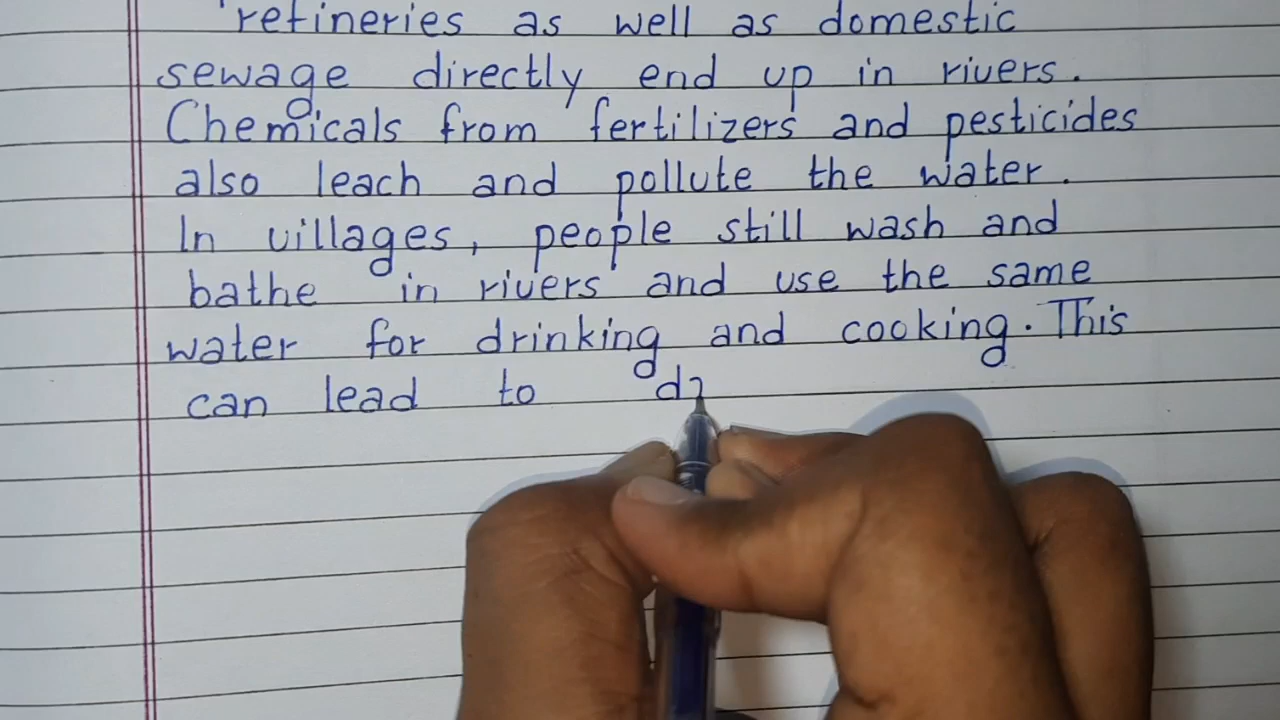 refineries as well as domestic
sewage directly end up in rivers.
Chemicals from fertilizers and pesticides
also leach and pollute the water.
In villages, people still wash and
bathe in rivers and use the same
water for drinking and cooking. This
can lead to